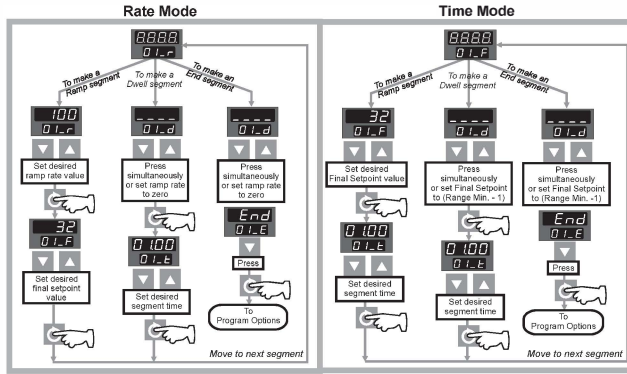 Rate Mode
8.8.8.8.
01_r
To make a
Ramp segment
To make a
Dwell segment
To make an
End segment
100
01_r
_ _ _ _
01_d
_ _ _ _
01_d
Set desired
ramp rate value
Press
simultaneously
or set ramp rate
to zero
Press
simultaneously
or set ramp rate
to zero
32
01_F
01.00
01_t
End
01_E
Set desired
final setpoint
value
Set desired
segment time
Press
To
Program Options
Move to next segment
Time Mode
8.8.8.8.
01_F
To make a
Ramp segment
To make a
Dwell segment
To make an
End segment
32
01_F
_ _ _ _
01_d
_ _ _ _
01_d
Set desired
Final Setpoint value
Press
simultaneously
or set Final Setpoint
to (Range Min. - 1)
Press
simultaneously
or set Final Setpoint
to (Range Min. -1)
01.00
01_t
01.00
01_t
End
01_E
Set desired
segment time
Set desired
segment time
Press
To
Program Options
Move to next segment